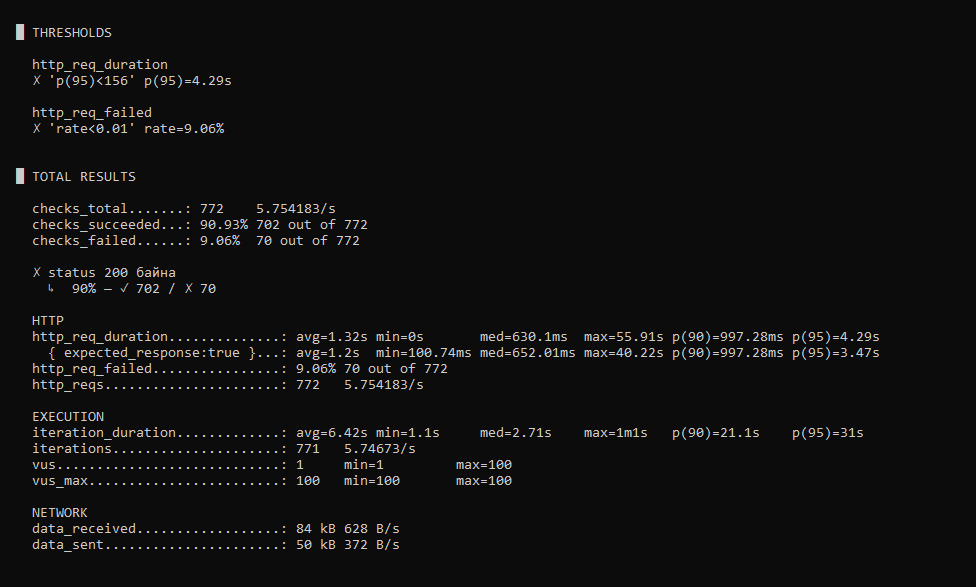 THRESHOLDS
http_req_duration
✗ 'p(95)<156' p(95)=4.29s
http_req_failed
✗ 'rate<0.01' rate=9.06%
TOTAL RESULTS
checks_total.......: 772 5.754183/s
checks_succeeded...: 90.93% 702 out of 772
checks_failed......: 9.06% 70 out of 772
✗ status 200 байна
↳ 90% — ✓ 702 / ✗ 70
HTTP
http_req_duration..............: avg=1.32s min=0s med=630.1ms max=55.91s p(90)=997.28ms p(95)=4.29s
{ expected_response:true }...: avg=1.2s min=100.74ms med=652.01ms max=40.22s p(90)=997.28ms p(95)=3.47s
http_req_failed................: 9.06% 70 out of 772
http_reqs......................: 772 5.754183/s
EXECUTION
iteration_duration.............: avg=6.42s min=1.1s med=2.71s max=1m1s p(90)=21.1s p(95)=31s
iterations.....................: 771 5.74673/s
vus............................: 1 min=1 max=100
vus_max........................: 100 min=100 max=100
NETWORK
data_received..................: 84 kB 628 B/s
data_sent......................: 50 kB 372 B/s